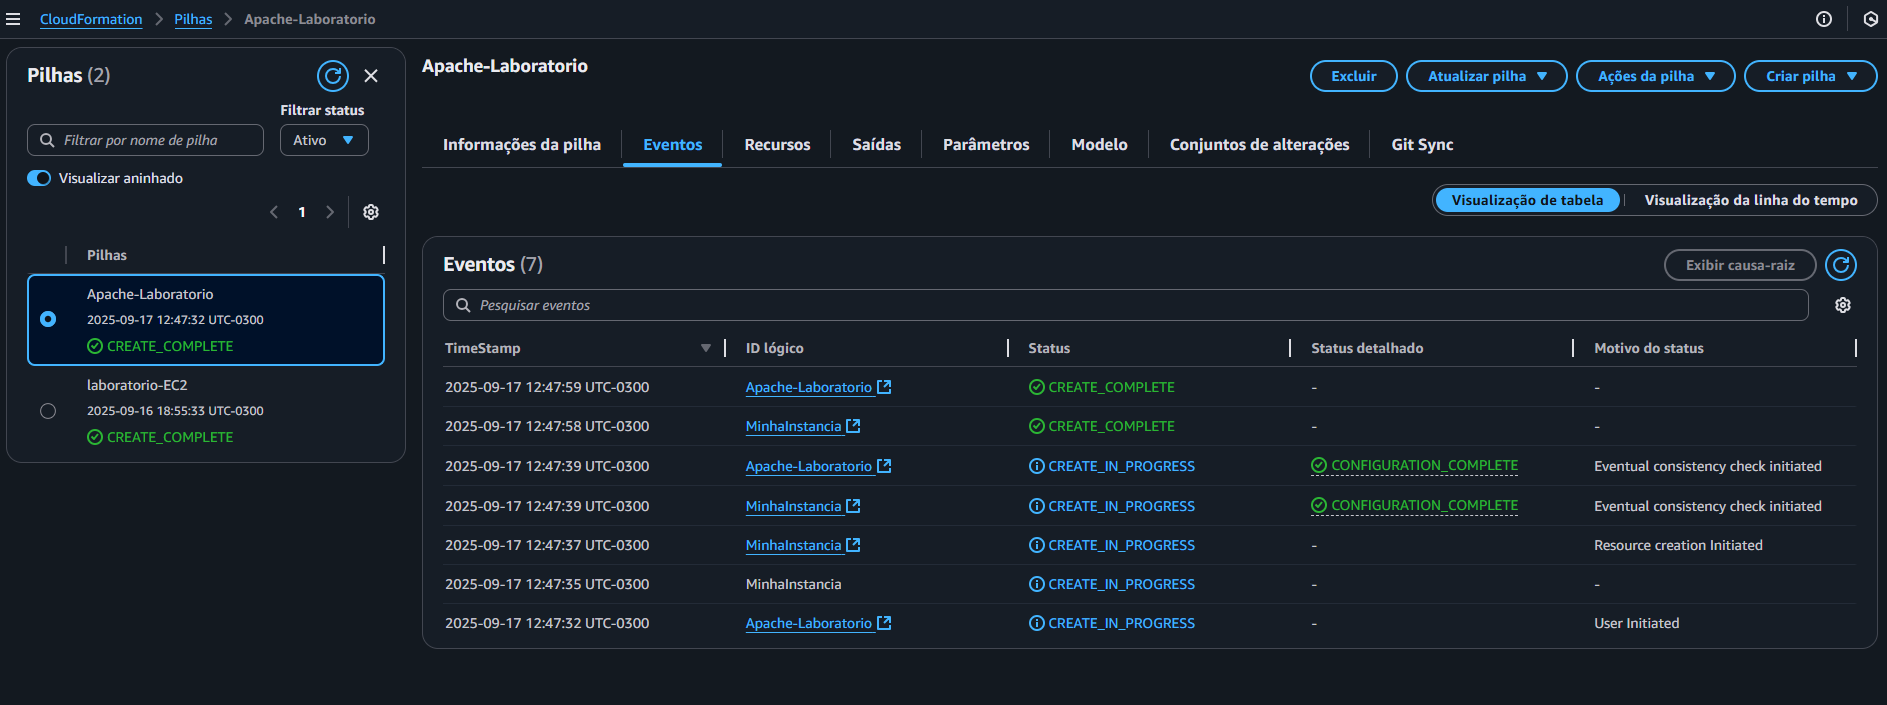 CloudFormation > Pilhas > Apache-Laboratorio
Pilhas (2)
Filtrar status
Filtrar por nome de pilha
Ativo
Visualizar aninhado
1
Pilhas
Apache-Laboratorio
2025-09-17 12:47:32 UTC-0300
CREATE_COMPLETE
laboratorio-EC2
2025-09-16 18:55:33 UTC-0300
CREATE_COMPLETE
Apache-Laboratorio
Excluir Atualizar pilha Ações da pilha Criar pilha
Informações da pilha Eventos Recursos Saídas Parâmetros Modelo Conjuntos de alterações Git Sync
Visualização de tabela Visualização da linha do tempo
Eventos (7)
Exibir causa-raiz
Pesquisar eventos
TimeStamp ID lógico Status Status detalhado Motivo do status
2025-09-17 12:47:59 UTC-0300 Apache-Laboratorio CREATE_COMPLETE - -
2025-09-17 12:47:58 UTC-0300 MinhaInstancia CREATE_COMPLETE - -
2025-09-17 12:47:39 UTC-0300 Apache-Laboratorio CREATE_IN_PROGRESS CONFIGURATION_COMPLETE Eventual consistency check initiated
2025-09-17 12:47:39 UTC-0300 MinhaInstancia CREATE_IN_PROGRESS CONFIGURATION_COMPLETE Eventual consistency check initiated
2025-09-17 12:47:37 UTC-0300 MinhaInstancia CREATE_IN_PROGRESS - Resource creation Initiated
2025-09-17 12:47:35 UTC-0300 MinhaInstancia CREATE_IN_PROGRESS - -
2025-09-17 12:47:32 UTC-0300 Apache-Laboratorio CREATE_IN_PROGRESS - User Initiated